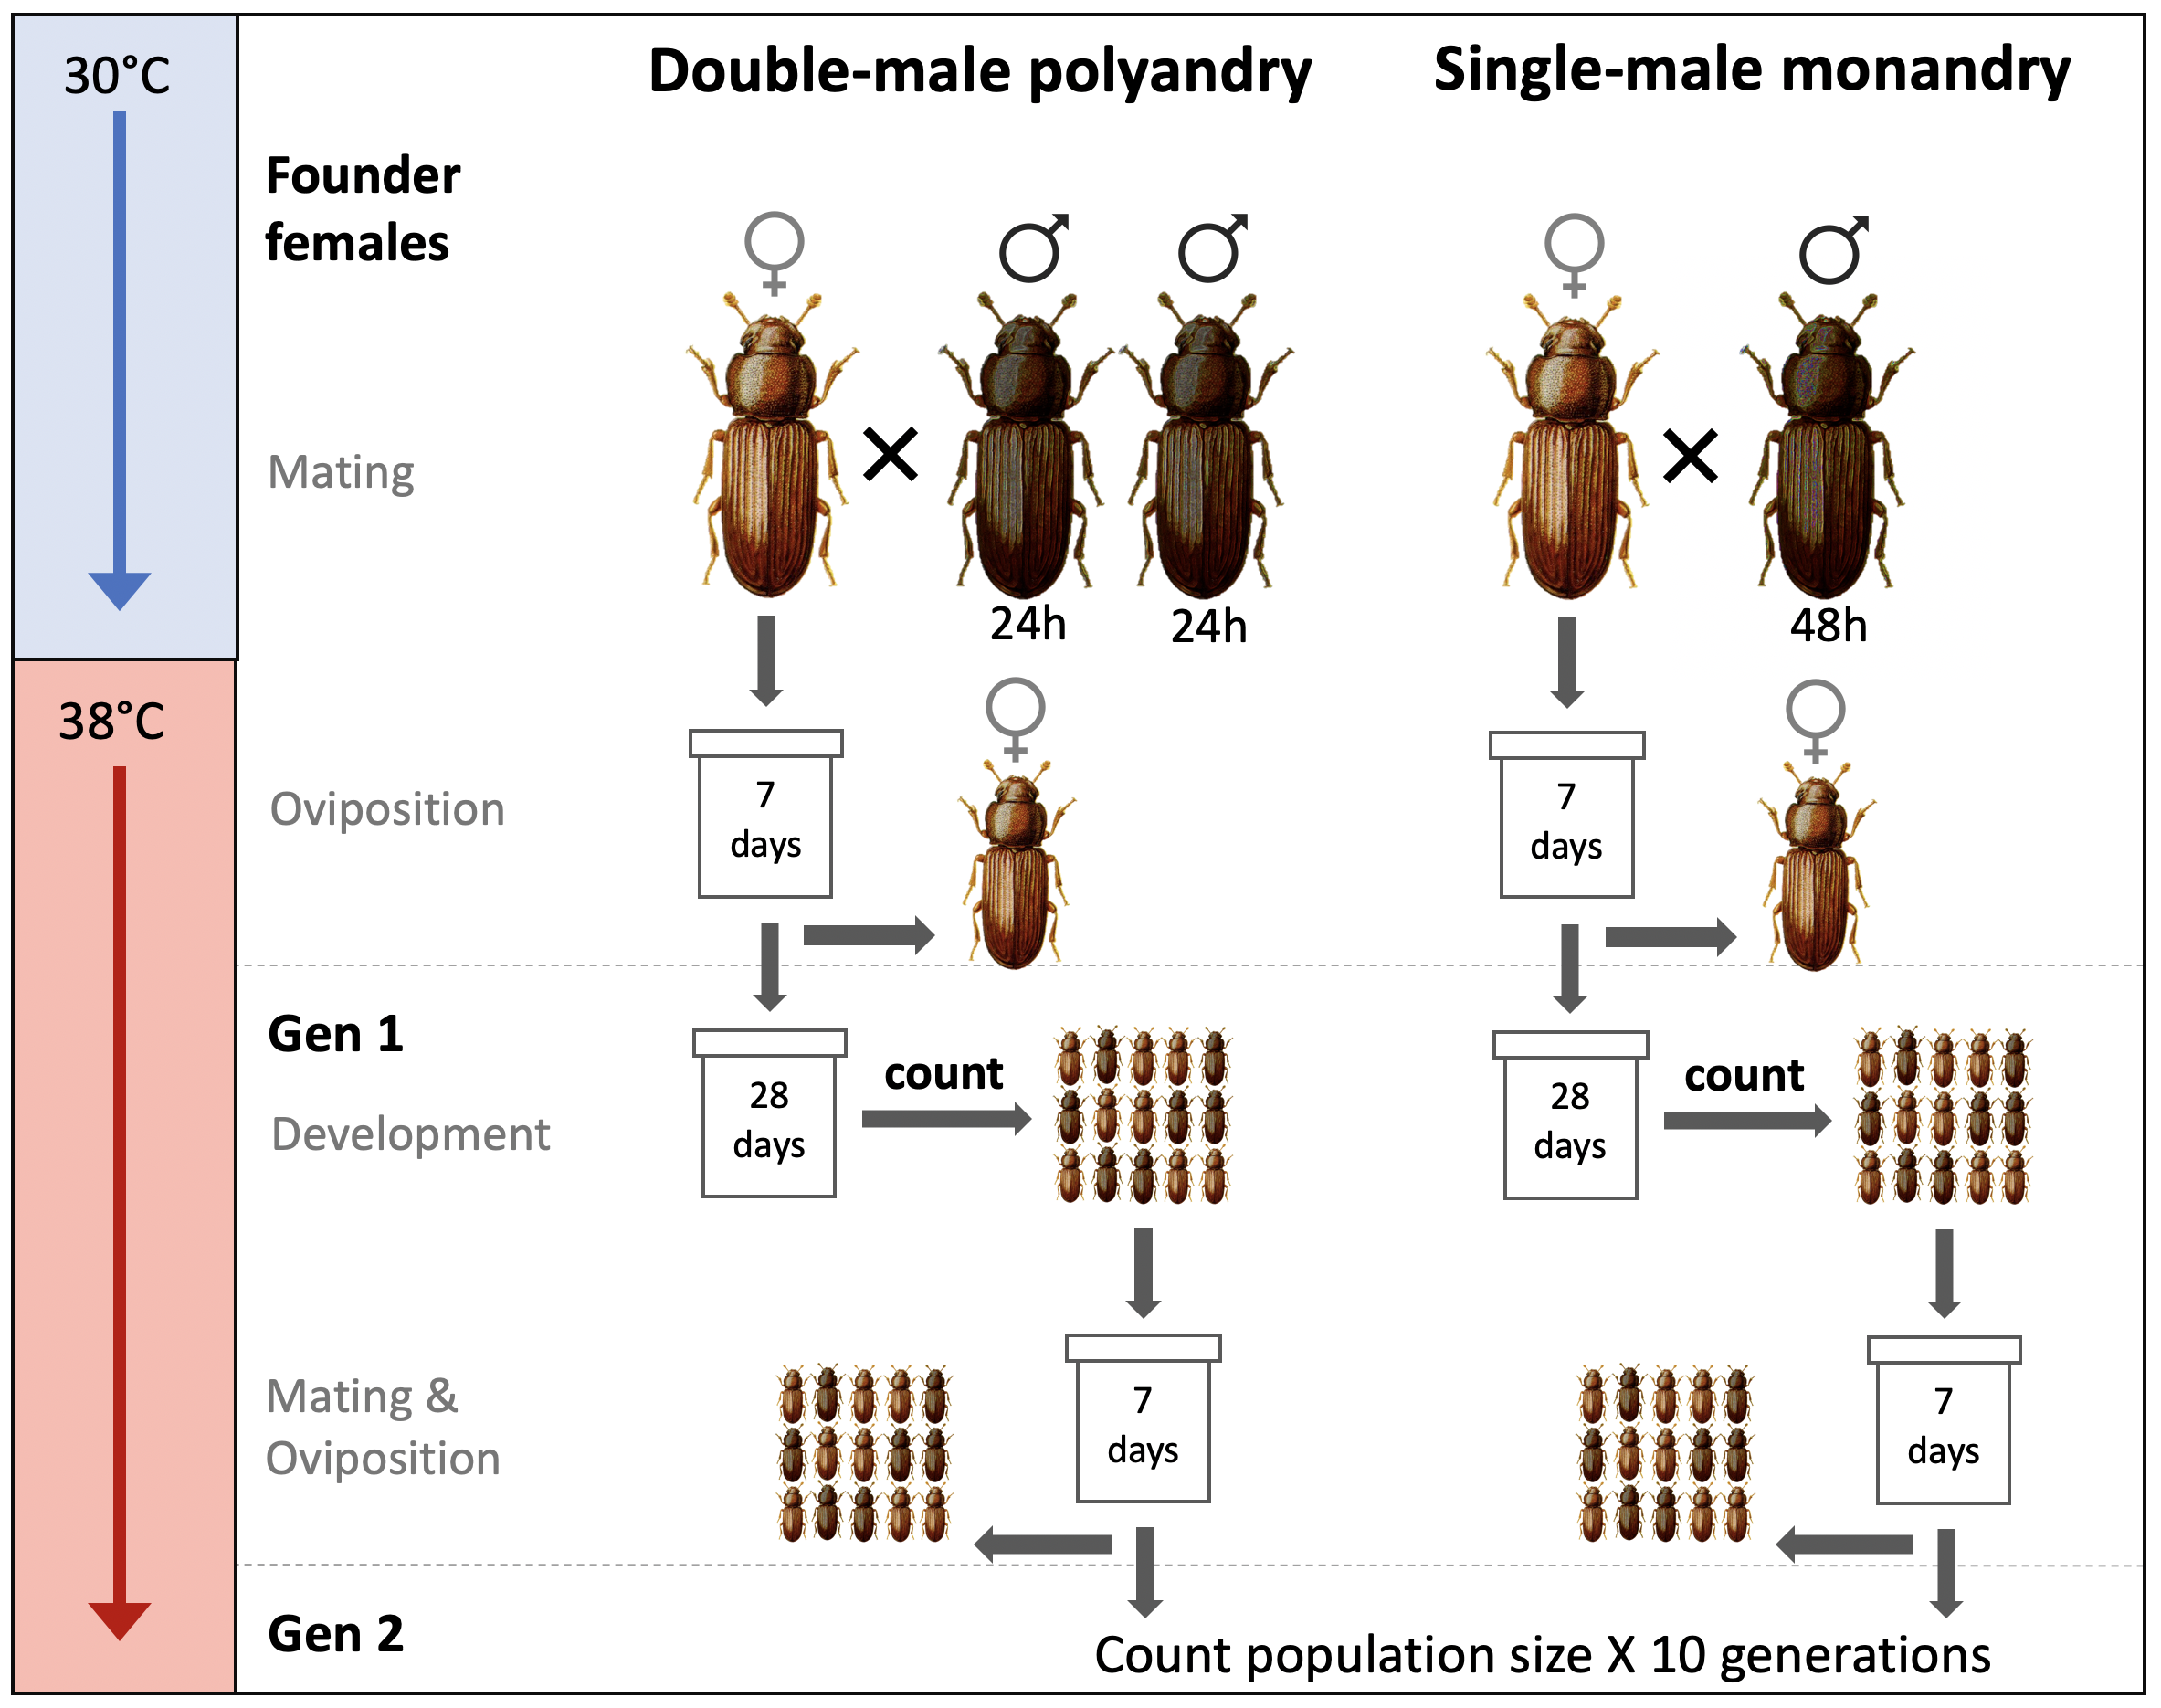 30°C
Double-male polyandry
Single-male monandry
Founder
females
Mating
24h
24h
48h
38°C
Oviposition
7
days
7
days
Gen 1
Development
28
days
count
28
days
count
Mating &
Oviposition
7
days
7
days
Gen 2
Count population size X 10 generations